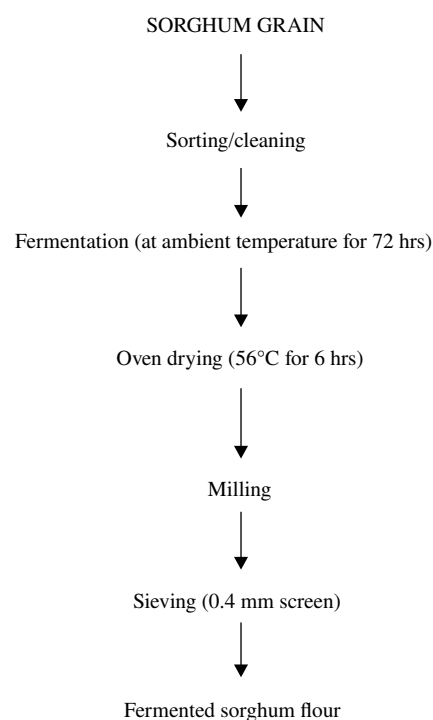 SORGHUM GRAIN
Sorting/cleaning
Fermentation (at ambient temperature for 72 hrs)
Oven drying (56°C for 6 hrs)
Milling
Sieving (0.4 mm screen)
Fermented sorghum flour